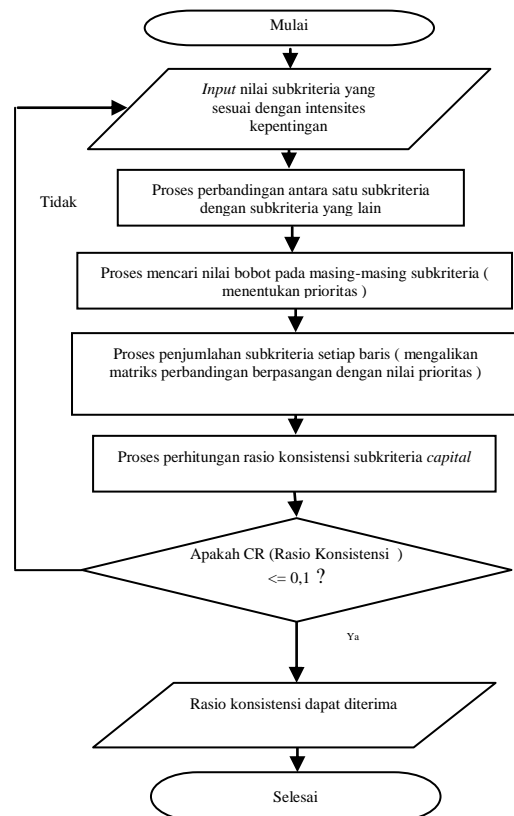 Mulai
Input nilai subkriteria yang
sesuai dengan intensites
kepentingan
Tidak
Proses perbandingan antara satu subkriteria
dengan subkriteria yang lain
Proses mencari nilai bobot pada masing-masing subkriteria (
menentukan prioritas )
Proses penjumlahan subkriteria setiap baris ( mengalikan
matriks perbandingan berpasangan dengan nilai prioritas )
Proses perhitungan rasio konsistensi subkriteria capital
Apakah CR (Rasio Konsistensi )
<= 0,1 ?
Ya
Rasio konsistensi dapat diterima
Selesai